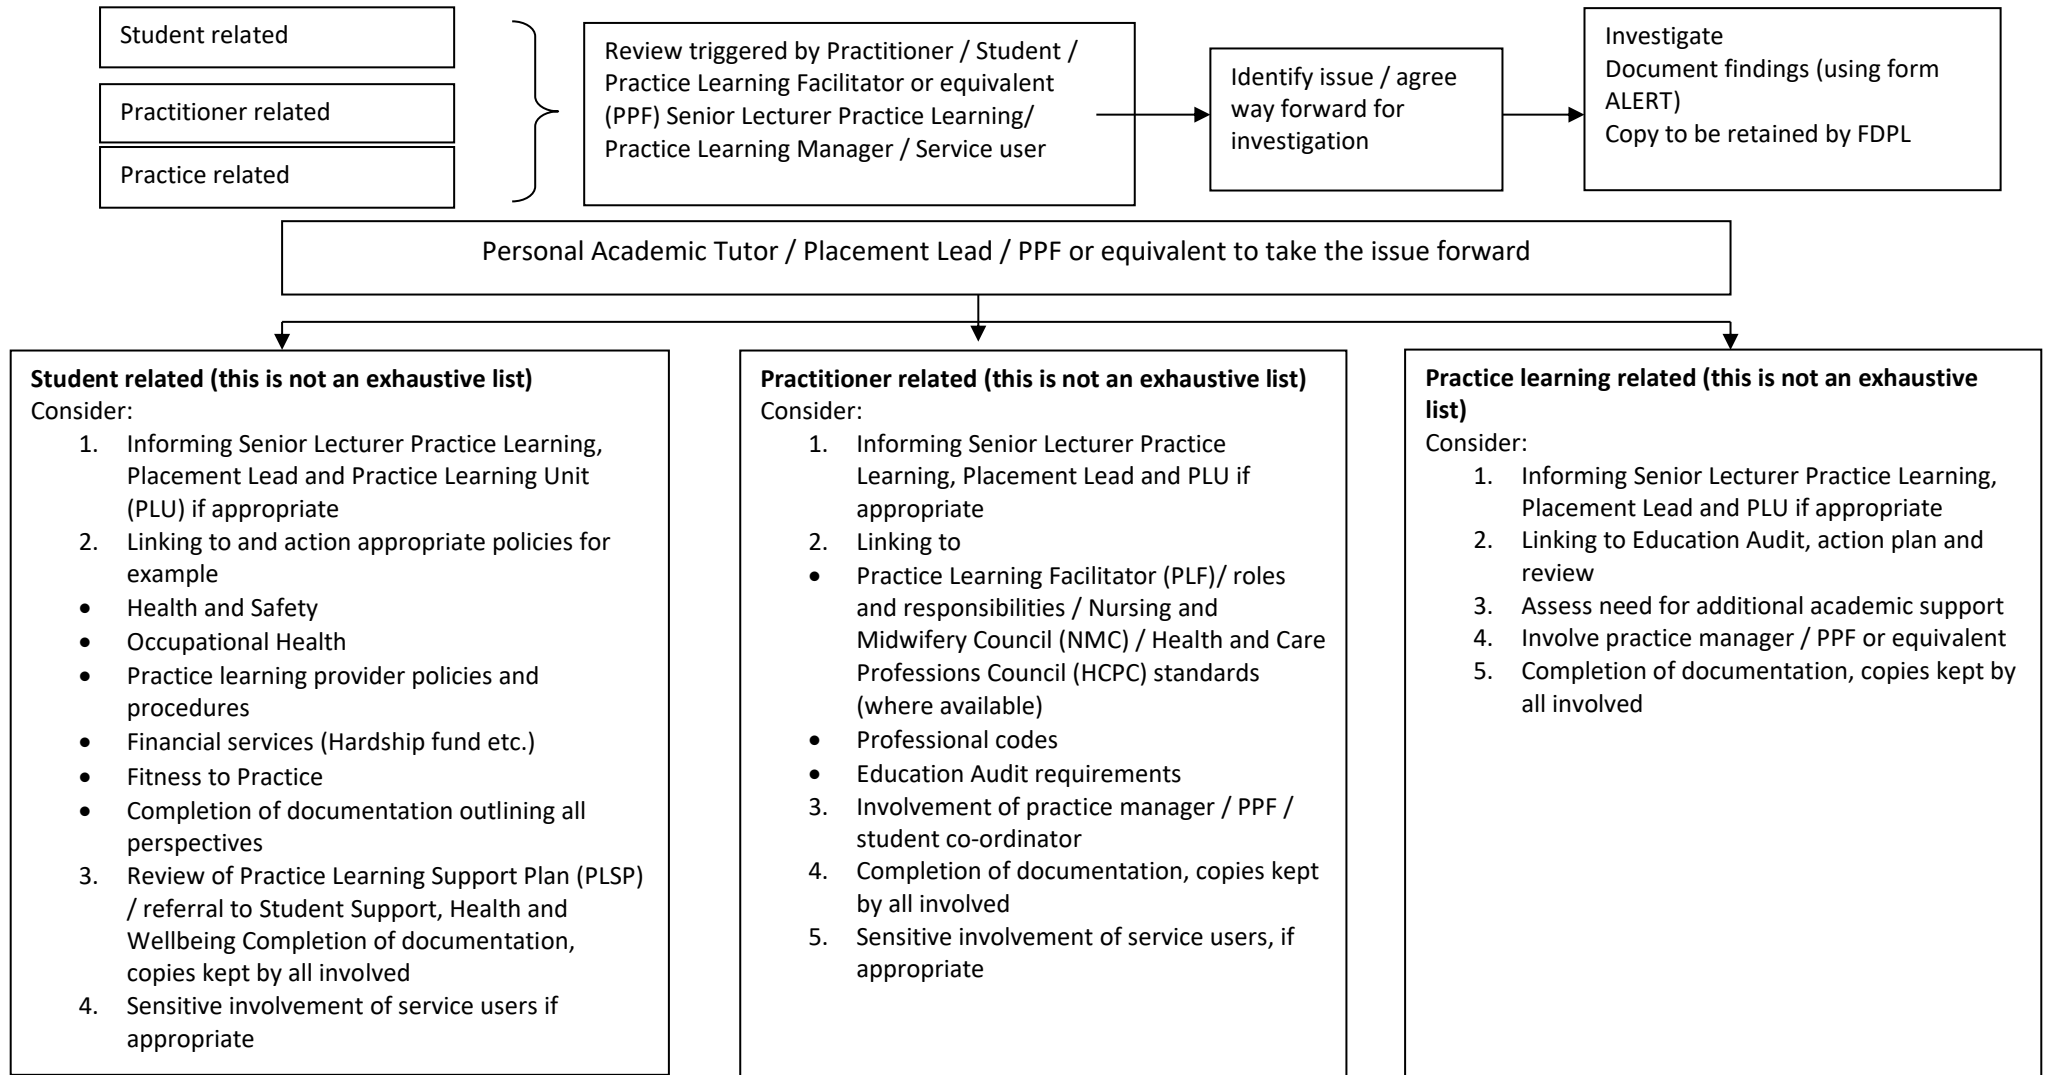 Student related
Practitioner related
Practice related
Review triggered by Practitioner / Student /
Practice Learning Facilitator or equivalent
(PPF) Senior Lecturer Practice Learning/
Practice Learning Manager / Service user
Identify issue / agree
way forward for
investigation
Investigate
Document findings (using form
ALERT)
Copy to be retained by FDPL
Personal Academic Tutor / Placement Lead / PPF or equivalent to take the issue forward
Student related (this is not an exhaustive list)
Consider:
1. Informing Senior Lecturer Practice Learning,
Placement Lead and Practice Learning Unit
(PLU) if appropriate
2. Linking to and action appropriate policies for
example
• Health and Safety
• Occupational Health
• Practice learning provider policies and
procedures
• Financial services (Hardship fund etc.)
• Fitness to Practice
• Completion of documentation outlining all
perspectives
3. Review of Practice Learning Support Plan (PLSP)
/ referral to Student Support, Health and
Wellbeing Completion of documentation,
copies kept by all involved
4. Sensitive involvement of service users if
appropriate
Practitioner related (this is not an exhaustive list)
Consider:
1. Informing Senior Lecturer Practice
Learning, Placement Lead and PLU if
appropriate
2. Linking to
• Practice Learning Facilitator (PLF)/ roles
and responsibilities / Nursing and
Midwifery Council (NMC) / Health and Care
Professions Council (HCPC) standards
(where available)
• Professional codes
• Education Audit requirements
3. Involvement of practice manager / PPF /
student co-ordinator
4. Completion of documentation, copies kept
by all involved
5. Sensitive involvement of service users, if
appropriate
Practice learning related (this is not an exhaustive
list)
Consider:
1. Informing Senior Lecturer Practice Learning,
Placement Lead and PLU if appropriate
2. Linking to Education Audit, action plan and
review
3. Assess need for additional academic support
4. Involve practice manager / PPF or equivalent
5. Completion of documentation, copies kept by
all involved